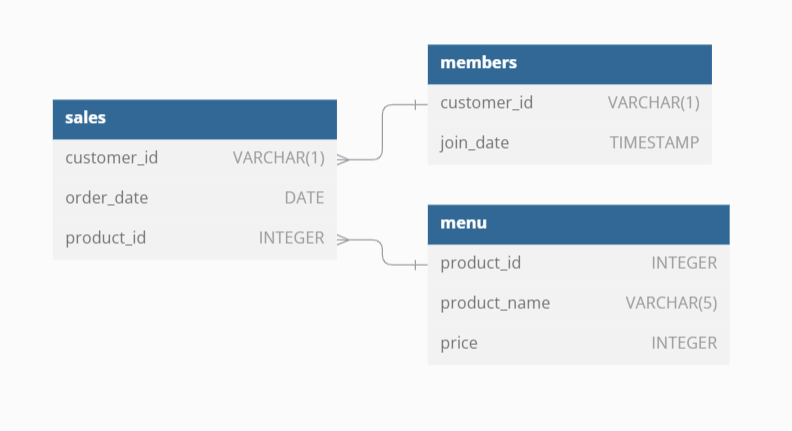 sales
customer_id VARCHAR(1)
order_date DATE
product_id INTEGER
members
customer_id VARCHAR(1)
join_date TIMESTAMP
menu
product_id INTEGER
product_name VARCHAR(5)
price INTEGER